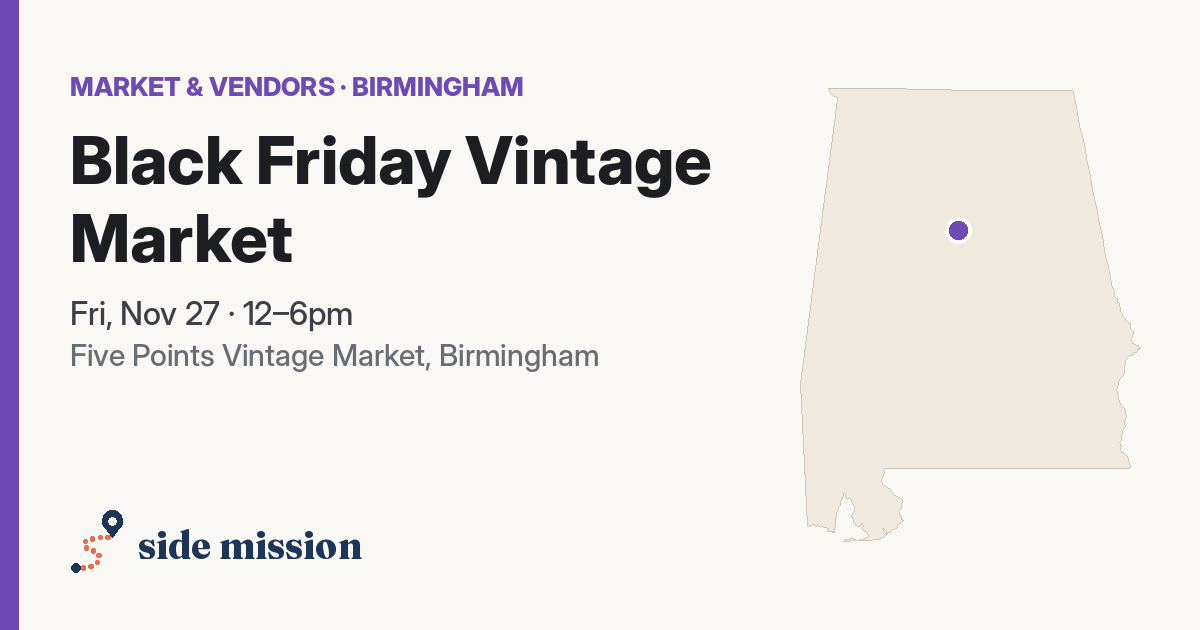 MARKET & VENDORS · BIRMINGHAM
Black Friday Vintage
Market
Fri, Nov 27 · 12–6pm
Five Points Vintage Market, Birmingham
side mission